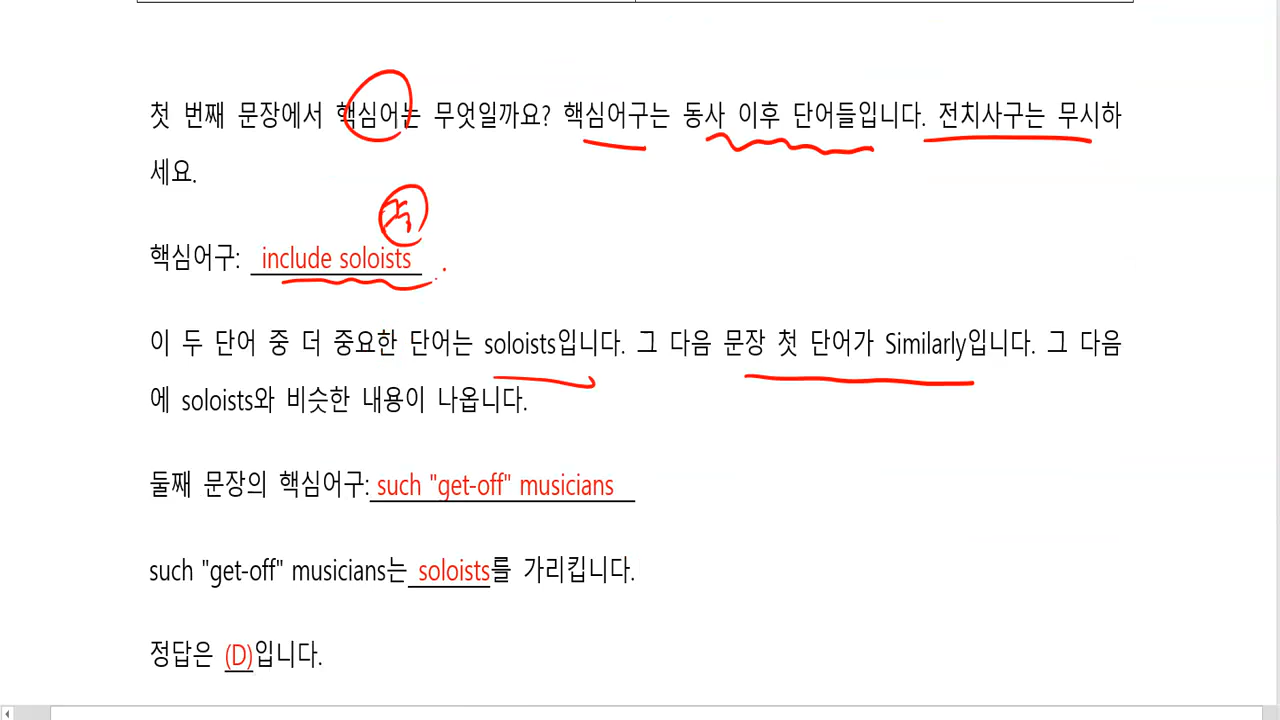 첫 번째 문장에서 핵심어는 무엇일까요? 핵심어구는 동사 이후 단어들입니다. 전치사구는 무시하
세요.
핵심어구: include soloists
이 두 단어 중 더 중요한 단어는 soloists입니다. 그 다음 문장 첫 단어가 Similarly입니다. 그 다음
에 soloists와 비슷한 내용이 나옵니다.
둘째 문장의 핵심어구: such "get-off" musicians
such "get-off" musicians는 soloists를 가리킵니다.
정답은 (D)입니다.